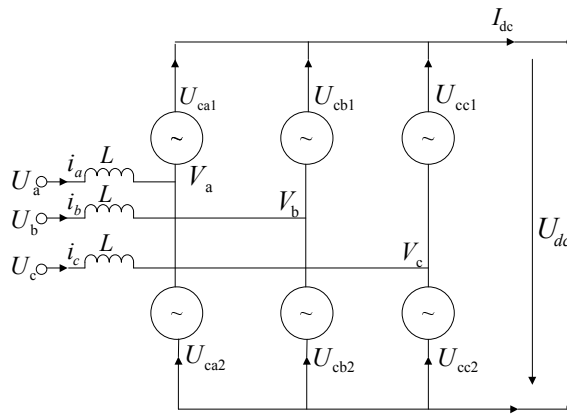 I_dc
U_ca1 U_cb1 U_cc1
~ ~ ~
U_a i_a L V_a
U_b i_b L V_b
U_c i_c L V_c
U_dc
~ ~ ~
U_ca2 U_cb2 U_cc2